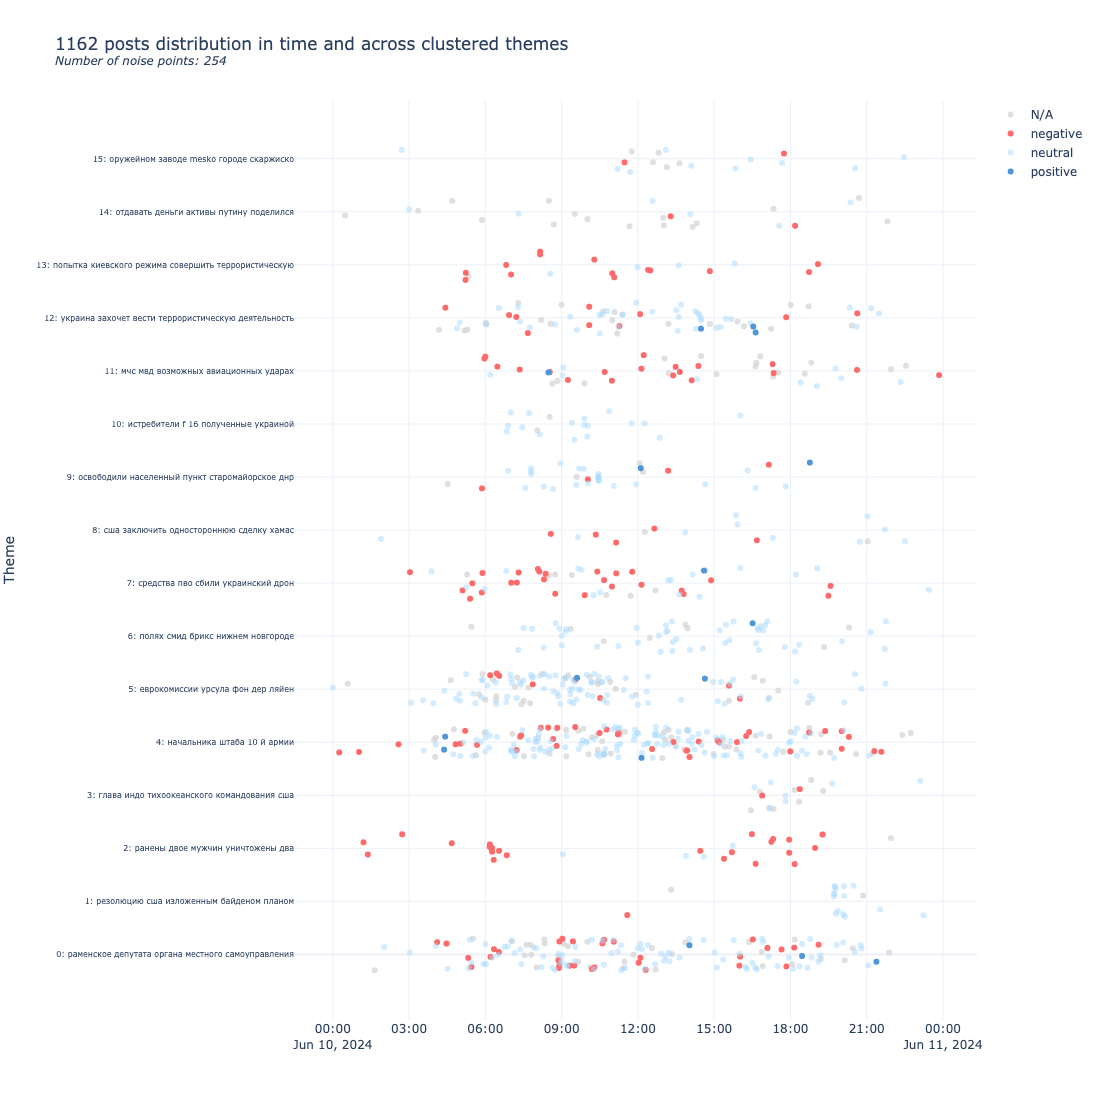 1162 posts distribution in time and across clustered themes
Number of noise points: 254
N/A
negative
neutral
positive
Theme
15: оружейном заводе mesko городе скаржиско
14: отдавать деньги активы путину поделился
13: попытка киевского режима совершить террористическую
12: украина захочет вести террористическую деятельность
11: мчс мвд возможных авиационных ударах
10: истребители f 16 полученные украиной
9: освободили населенный пункт старомайорское днр
8: сша заключить одностороннюю сделку хамас
7: средства пво сбили украинский дрон
6: полях смид брикс нижнем новгороде
5: еврокомиссии урсула фон дер ляйен
4: начальника штаба 10 й армии
3: глава индо тихоокеанского командования сша
2: ранены двое мужчин уничтожены два
1: резолюцию сша изложенным байденом планом
0: раменское депутата органа местного самоуправления
00:00 03:00 06:00 09:00 12:00 15:00 18:00 21:00 00:00
Jun 10, 2024 Jun 11, 2024